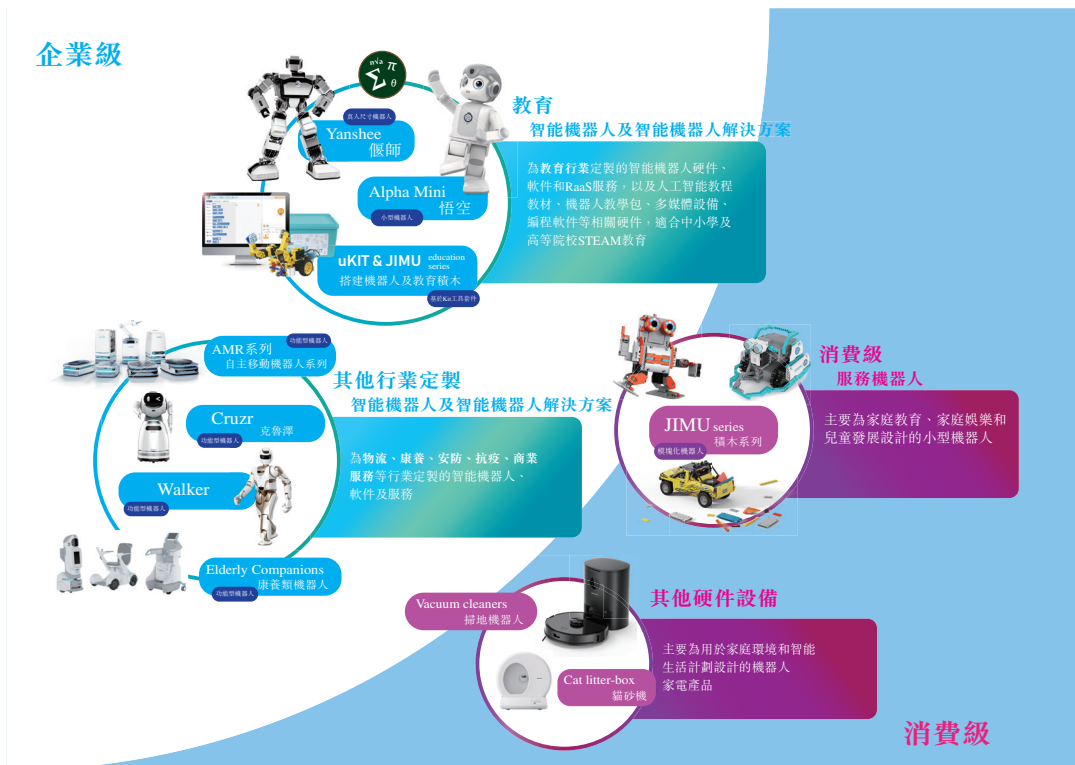 企業級
n√a π
Σ θ
真人尺寸機器人
Yanshee
偃師
Alpha Mini
悟空
小型機器人
uKIT & JIMU education series
搭建機器人及教育積木
基於Kit工具套件
教育
智能機器人及智能機器人解決方案
為教育行業定製的智能機器人硬件、
軟件和RaaS服務,以及人工智能教程
教材、機器人教學包、多媒體設備、
編程軟件等相關硬件,適合中小學及
高等院校STEAM教育
功能型機器人
AMR系列
自主移動機器人系列
Cruzr
克魯澤
功能型機器人
Walker
功能型機器人
Elderly Companions
康養類機器人
功能型機器人
其他行業定製
智能機器人及智能機器人解決方案
為物流、康養、安防、抗疫、商業
服務等行業定製的智能機器人、
軟件及服務
消費級
服務機器人
JIMU series
積木系列
模塊化機器人
主要為家庭教育、家庭娛樂和
兒童發展設計的小型機器人
Vacuum cleaners
掃地機器人
Cat litter-box
貓砂機
其他硬件設備
主要為用於家庭環境和智能
生活計劃設計的機器人
家電產品
消費級